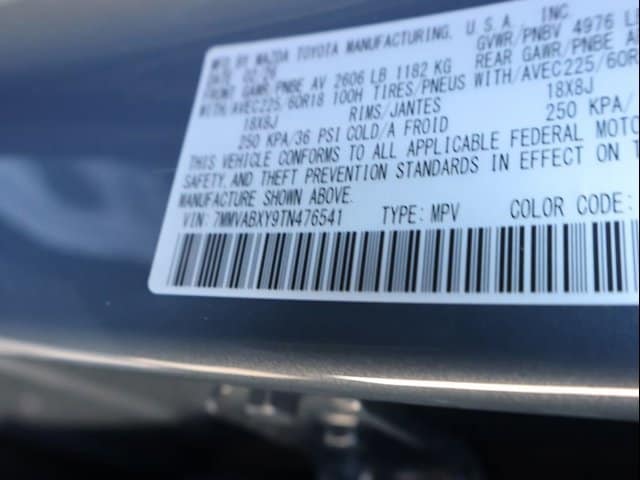 MFD BY MAZDA TOYOTA MANUFACTURING, U.S.A., INC
GVWR/PNBV 4976 L
FRONT GAWR/PNBE AV 2606 LB 1182 KG REAR GAWR/PNBE A
WITH/AVEC225/60R18 100H TIRES/PNEUS WITH/AVEC225/60R
18X8J RIMS/JANTES 18X8J
250 KPA/36 PSI COLD/A FROID 250 KPA/
THIS VEHICLE CONFORMS TO ALL APPLICABLE FEDERAL MOTO
SAFETY, AND THEFT PREVENTION STANDARDS IN EFFECT ON T
MANUFACTURE SHOWN ABOVE.
VIN: 7MMVABXY9TN476541 TYPE: MPV COLOR CODE: